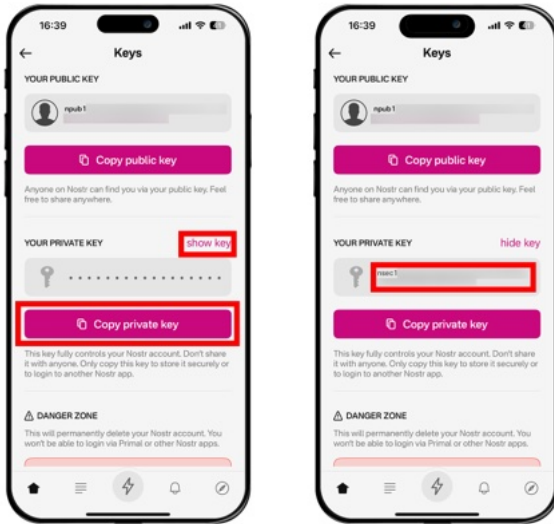 16:39
Keys
YOUR PUBLIC KEY
npub1
Copy public key
Anyone on Nostr can find you via your public key. Feel
free to share anywhere.
YOUR PRIVATE KEY
show key
Copy private key
This key fully controls your Nostr account. Don't share
it with anyone. Only copy this key to store it securely or
to login to another Nostr app.
DANGER ZONE
This will permanently delete your Nostr account. You
won't be able to login via Primal or other Nostr apps.
16:39
Keys
YOUR PUBLIC KEY
npub1
Copy public key
Anyone on Nostr can find you via your public key. Feel
free to share anywhere.
YOUR PRIVATE KEY
hide key
nsec1
Copy private key
This key fully controls your Nostr account. Don't share
it with anyone. Only copy this key to store it securely or
to login to another Nostr app.
DANGER ZONE
This will permanently delete your Nostr account. You
won't be able to login via Primal or other Nostr apps.